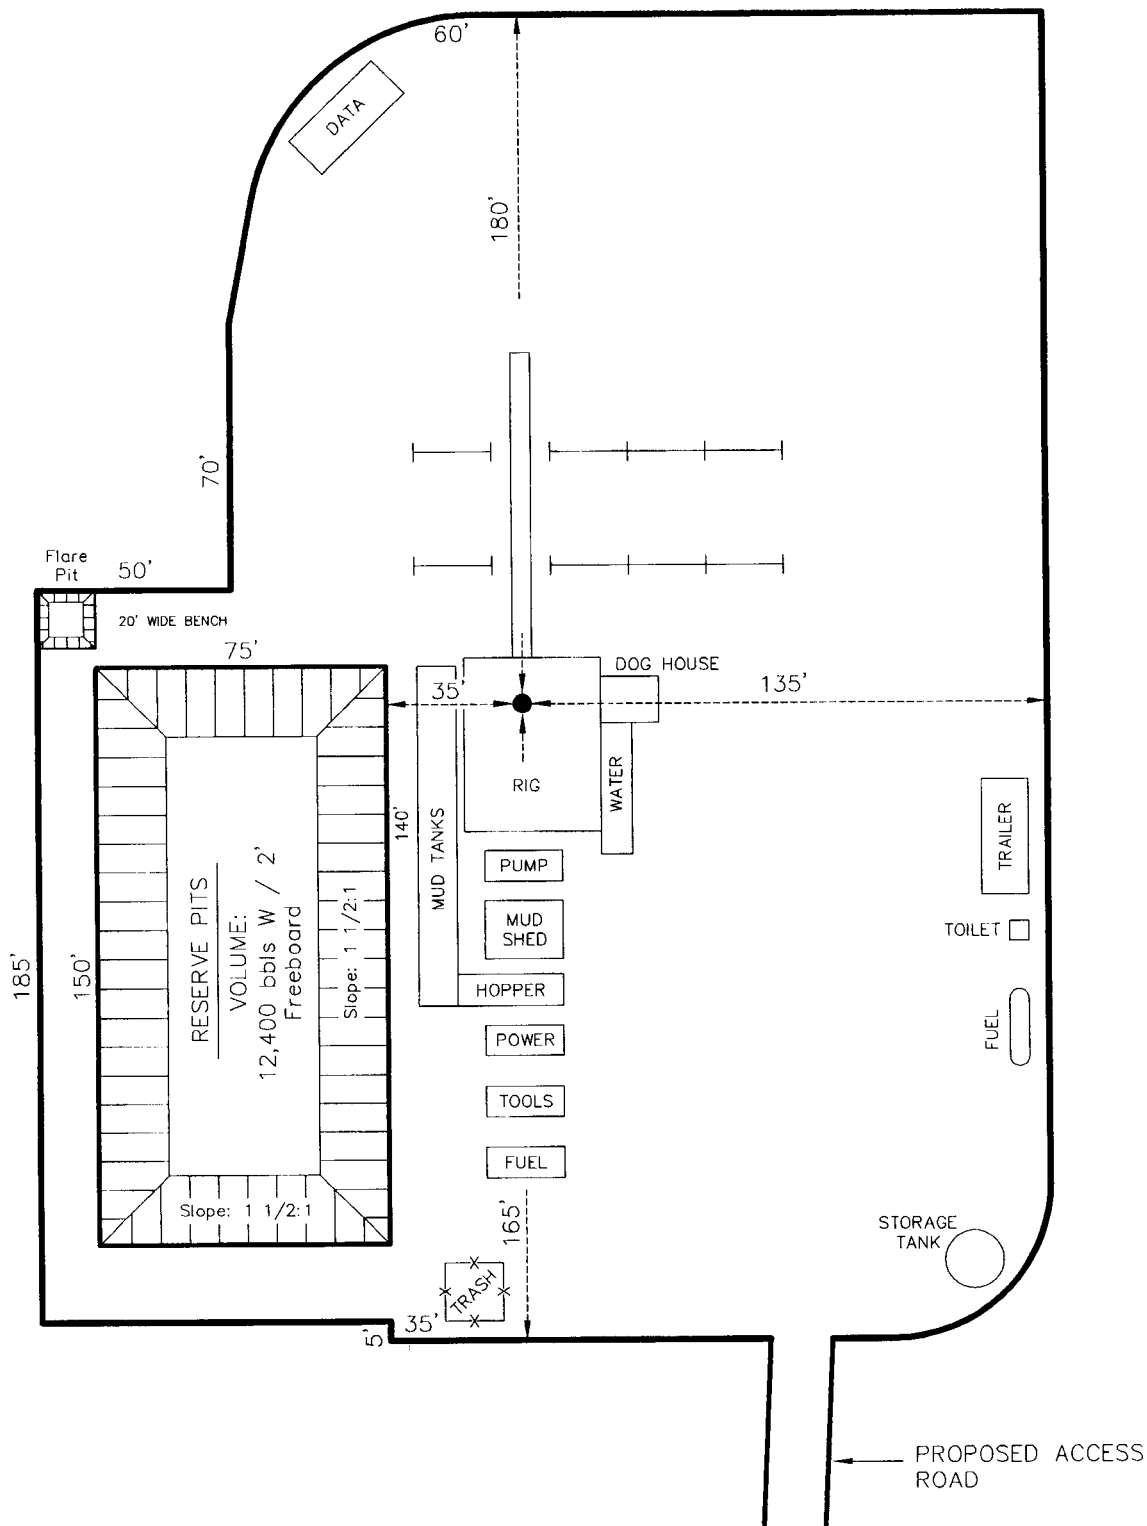 60'
DATA
180'
70'
Flare
Pit
50'
20' WIDE BENCH
75'
DOG HOUSE
35'
135'
RIG
WATER
140'
MUD TANKS
PUMP
TRAILER
MUD
SHED
TOILET
RESERVE PITS
VOLUME:
12,400 bbls W / 2'
Freeboard
Slope: 1 1/2:1
185'
150'
HOPPER
POWER
FUEL
TOOLS
FUEL
Slope: 1 1/2:1
165'
STORAGE
TANK
TRASH
35'
5'
PROPOSED ACCESS
ROAD